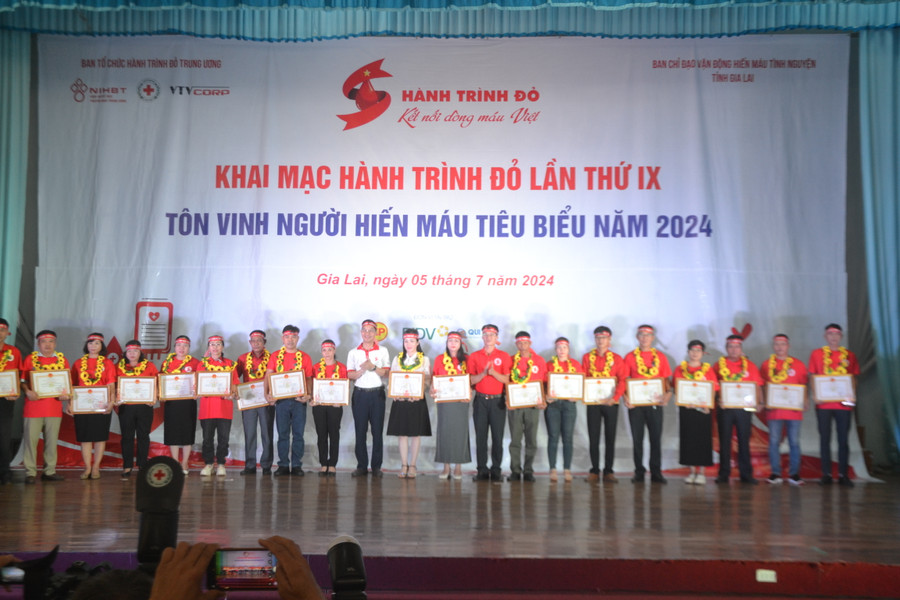 BAN TỔ CHỨC HÀNH TRÌNH ĐỎ TRUNG ƯƠNG
NIHBT
VTVCORP
BAN CHỈ ĐẠO VẬN ĐỘNG HIẾN MÁU TÌNH NGUYỆN
TỈNH GIA LAI
HÀNH TRÌNH ĐỎ
Kết nối dòng máu Việt
KHAI MẠC HÀNH TRÌNH ĐỎ LẦN THỨ IX
TÔN VINH NGƯỜI HIẾN MÁU TIÊU BIỂU NĂM 2024
Gia Lai, ngày 05 tháng 7 năm 2024